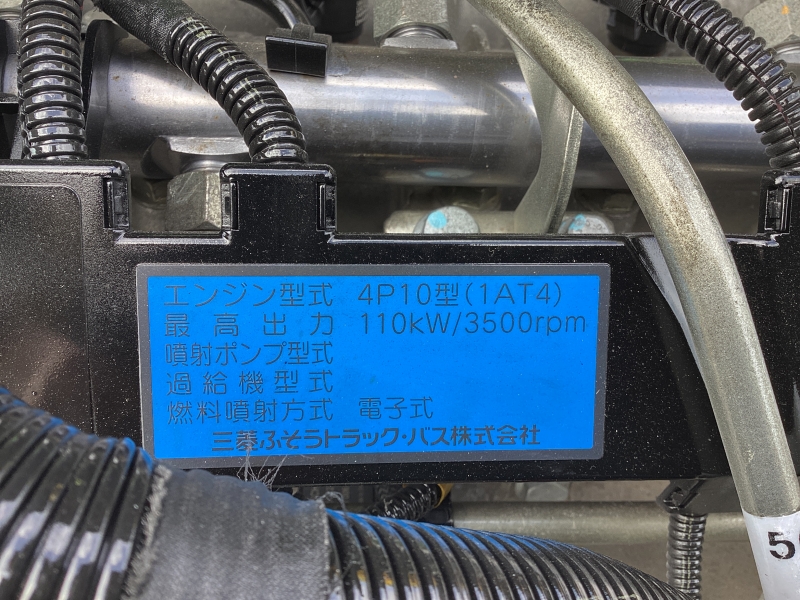 エンジン型式 4P10型(1AT4)
最高出力 110kW/3500rpm
噴射ポンプ型式
過給機型式
燃料噴射方式 電子式
三菱ふそうトラック・バス株式会社